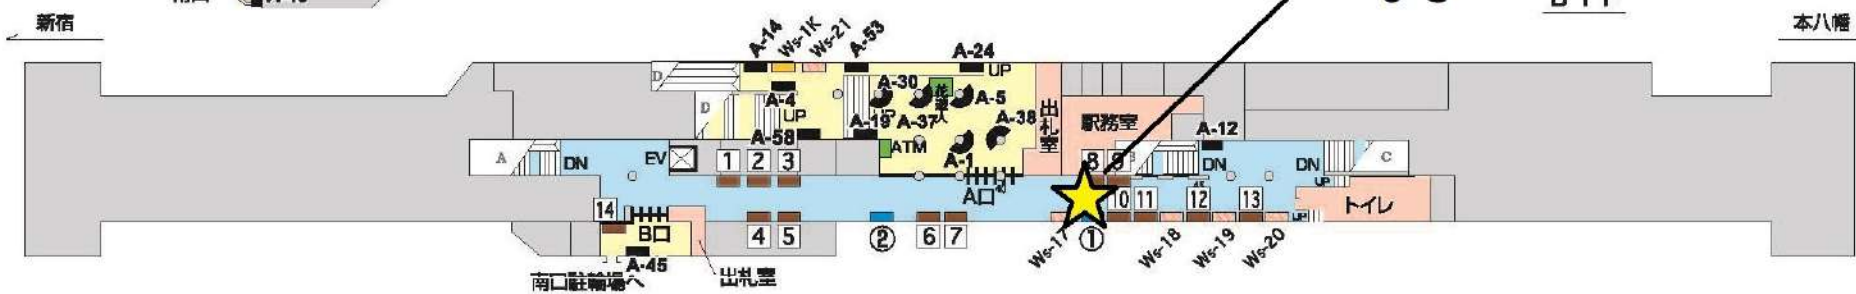 新宿
本八幡
A-14
Ws-1K
Ws-21
A-53
A-24
UP
D
A-30
A-4
A-5
D
UP
A-19
A-37
A-38
出札室
駅務室
A-12
A-58
ATM
A
DN
EV
1
2
3
A-1
8
9
DN
DN
C
UP
A口
14
10
11
12
13
トイレ
B口
4
5
②
6
7
①
UP
Ws-17
Ws-18
Ws-19
Ws-20
A-45
南口駐輪場へ
出札室